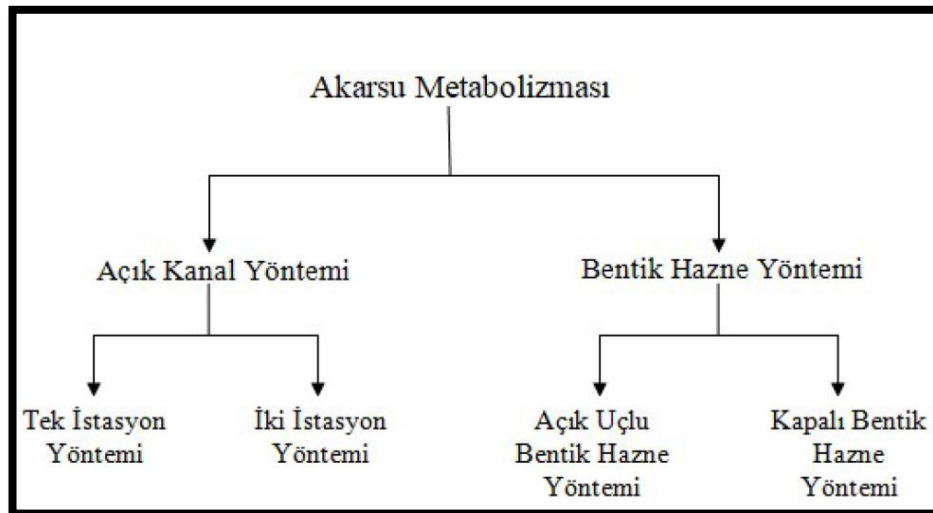 Akarsu Metabolizması
Açık Kanal Yöntemi
Bentik Hazne Yöntemi
Tek İstasyon
Yöntemi
İki İstasyon
Yöntemi
Açık Uçlu
Bentik Hazne
Yöntemi
Kapalı Bentik
Hazne
Yöntemi